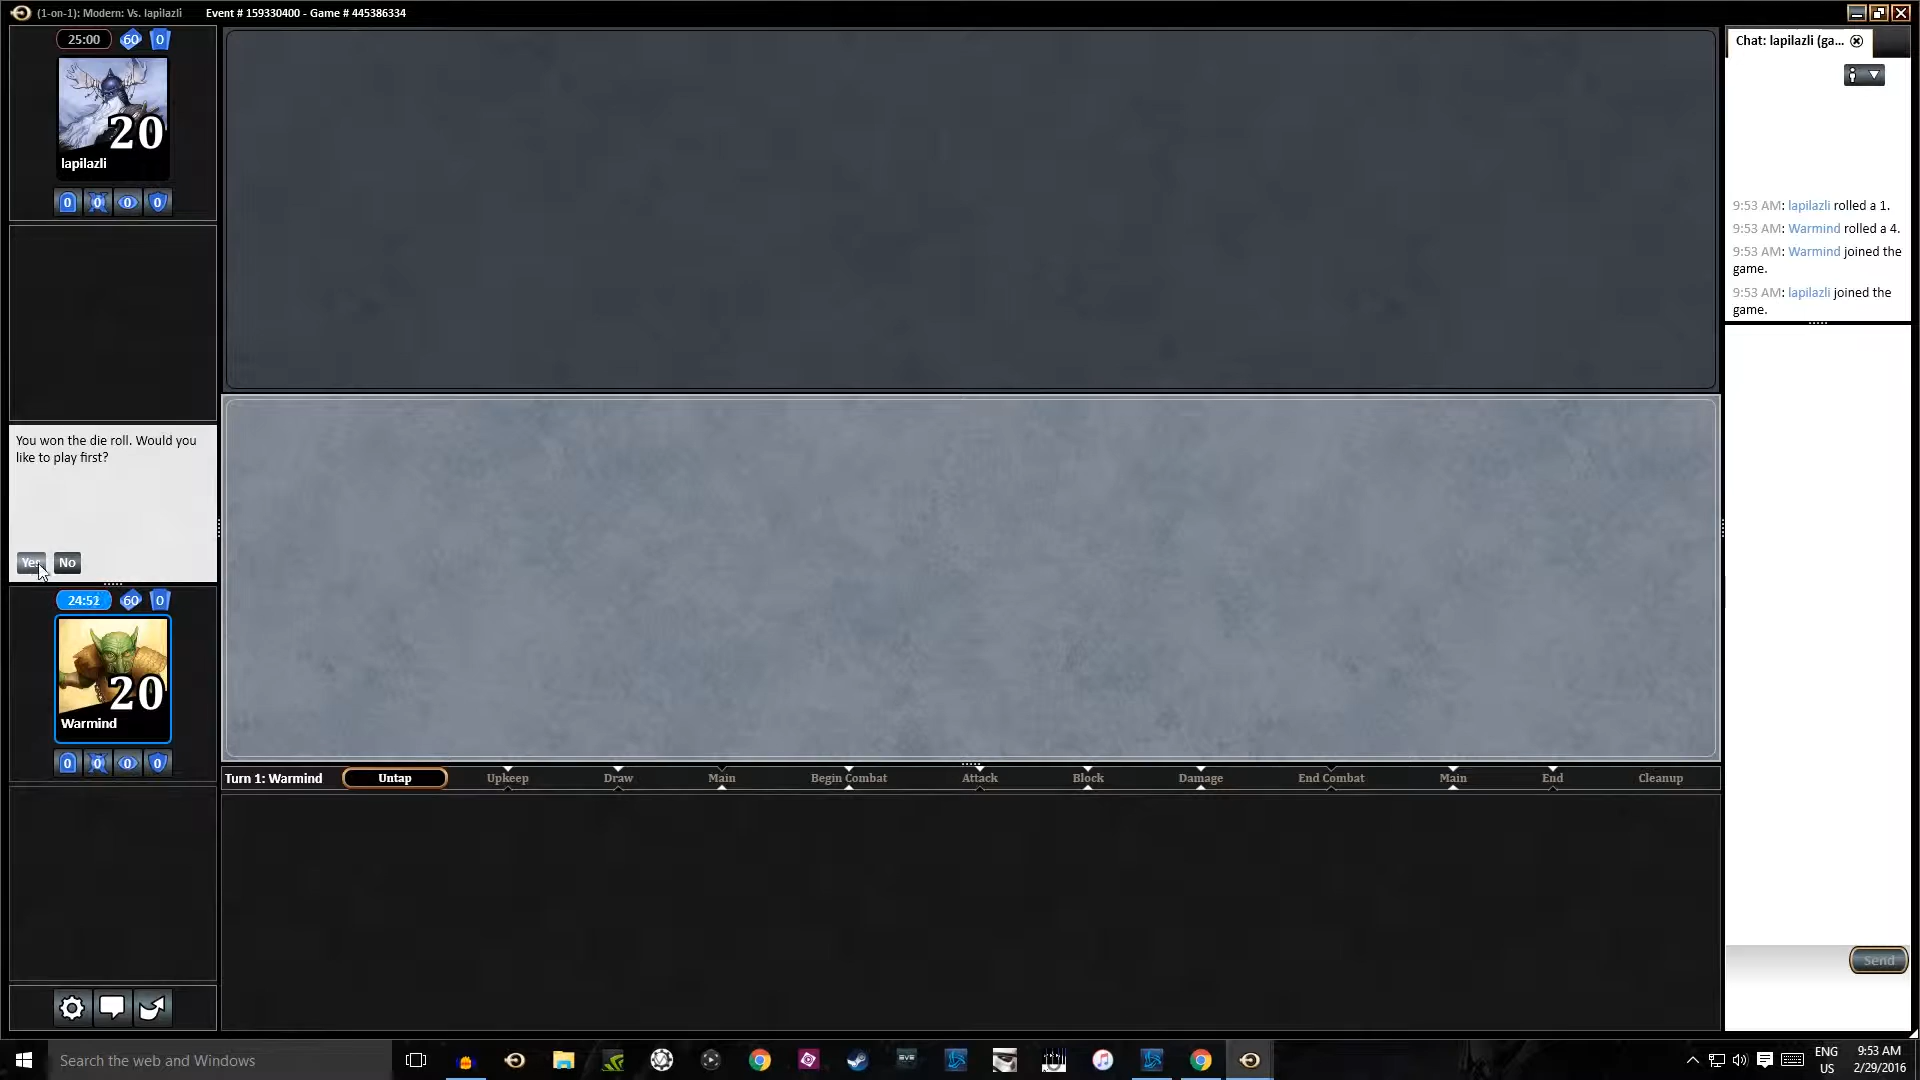 (1-on-1): Modern: Vs. lapilazli Event # 159330400 - Game # 445386334
25:00 60 0
20
lapilazli
0 0 0 0
You won the die roll. Would you
like to play first?
Yes No
24:52 60 0
20
Warmind
0 0 0 0
Turn 1: Warmind Untap Upkeep Draw Main Begin Combat Attack Block Damage End Combat Main End Cleanup
Chat: lapilazli (ga...
9:53 AM: lapilazli rolled a 1.
9:53 AM: Warmind rolled a 4.
9:53 AM: Warmind joined the
game.
9:53 AM: lapilazli joined the
game.
Send
Search the web and Windows
EVE
ENG
US
9:53 AM
2/29/2016